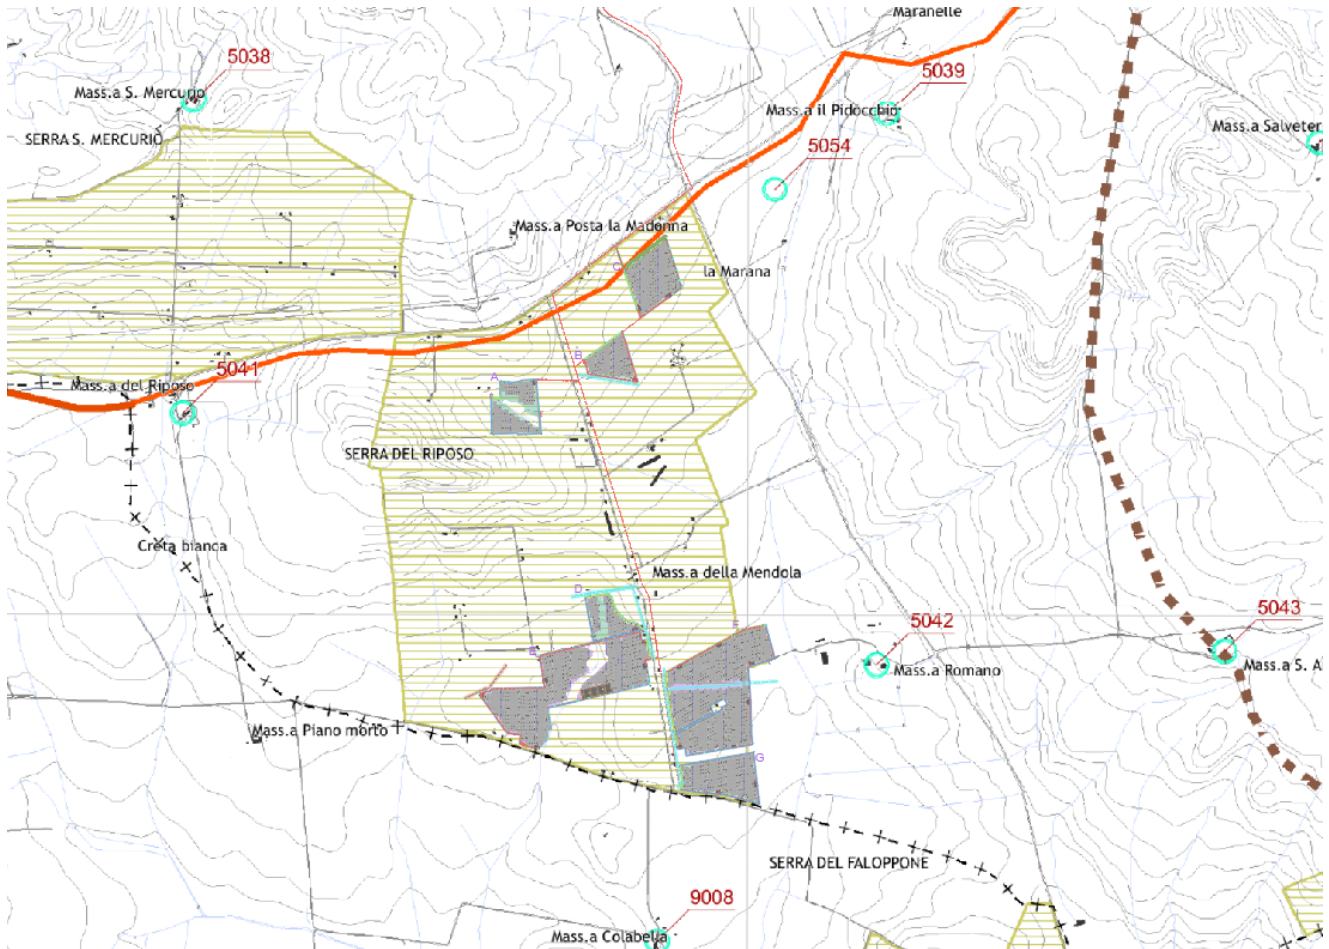 Maranelle
5038
5039
Mass.a S. Mercurio
Mass.a il Pidocchio
Mass.a Salveter
SERRA S. MERCURIO
5054
Mass.a Posta la Madonna
C
la Marana
B
5041
A
Mass.a del Riposo
SERRA DEL RIPOSO
Creta bianca
Mass.a della Mendola
D
5043
5042
F
E
Mass.a Romano
Mass.a S. A
Mass.a Piano morto
G
SERRA DEL FALOPPONE
9008
Mass.a Colabella